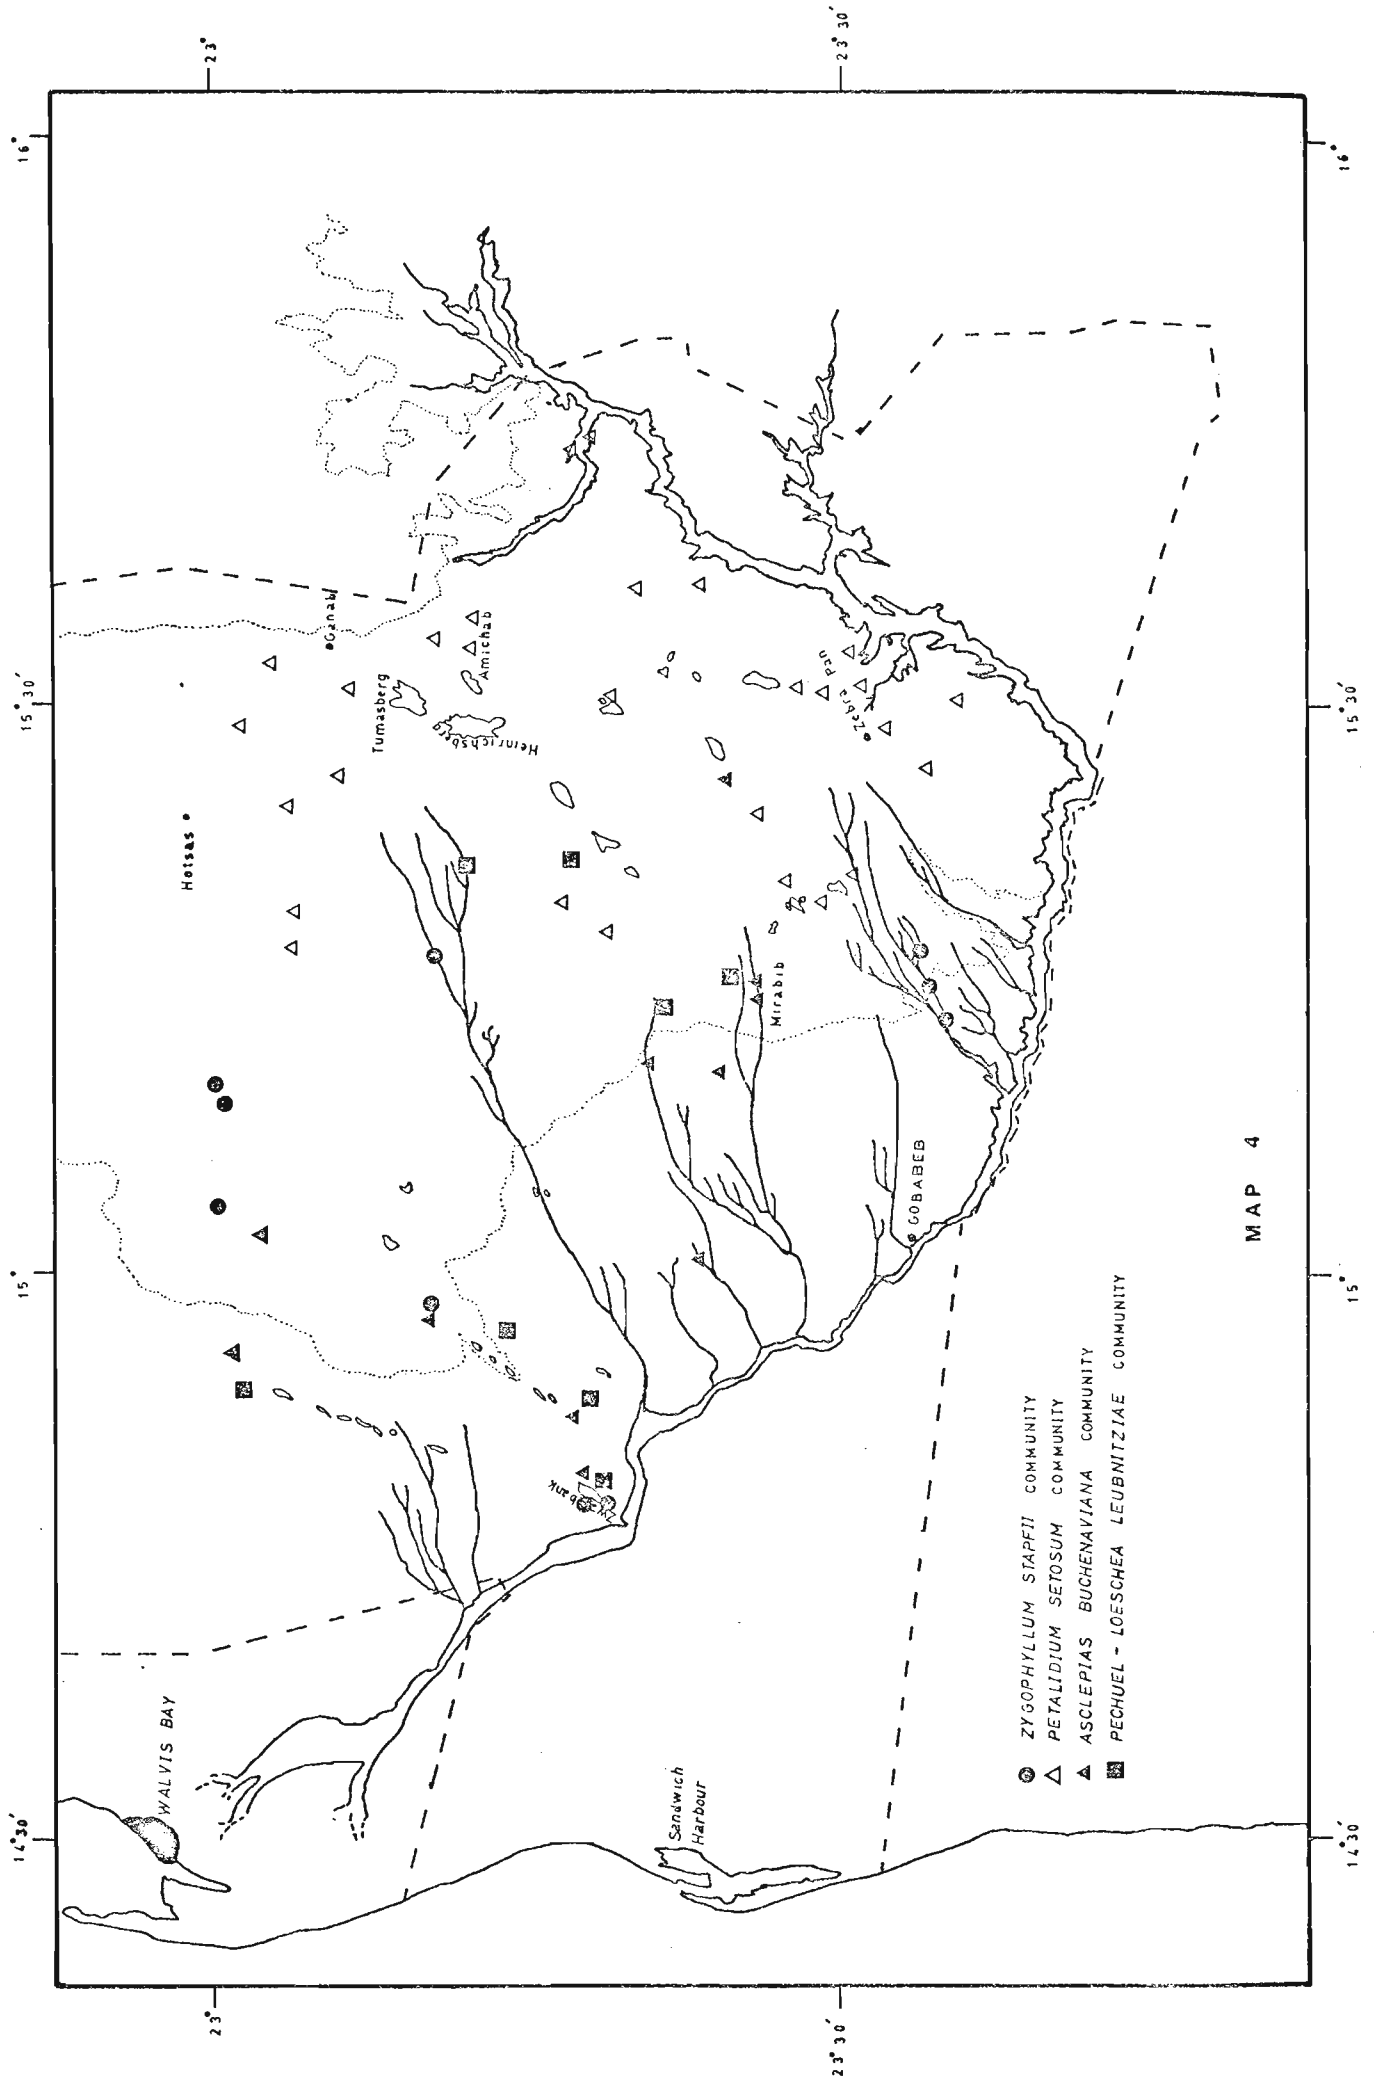 14°30′
15°
15°30′
16°
23°
23°
WALVIS BAY
Hotsas
Ganab
Tumasberg
Heinrichsberg
Amichab
bank
Sandwich
Harbour
Mirabib
Zebra Pan
GOBABEB
23°30′
23°30′
ZYGOPHYLLUM STAPFII COMMUNITY
PETALIDIUM SETOSUM COMMUNITY
ASCLEPIAS BUCHENAVIANA COMMUNITY
PECHUEL - LOESCHEA LEUBNITZIAE COMMUNITY
MAP 4
14°30′
15°
15°30′
16°